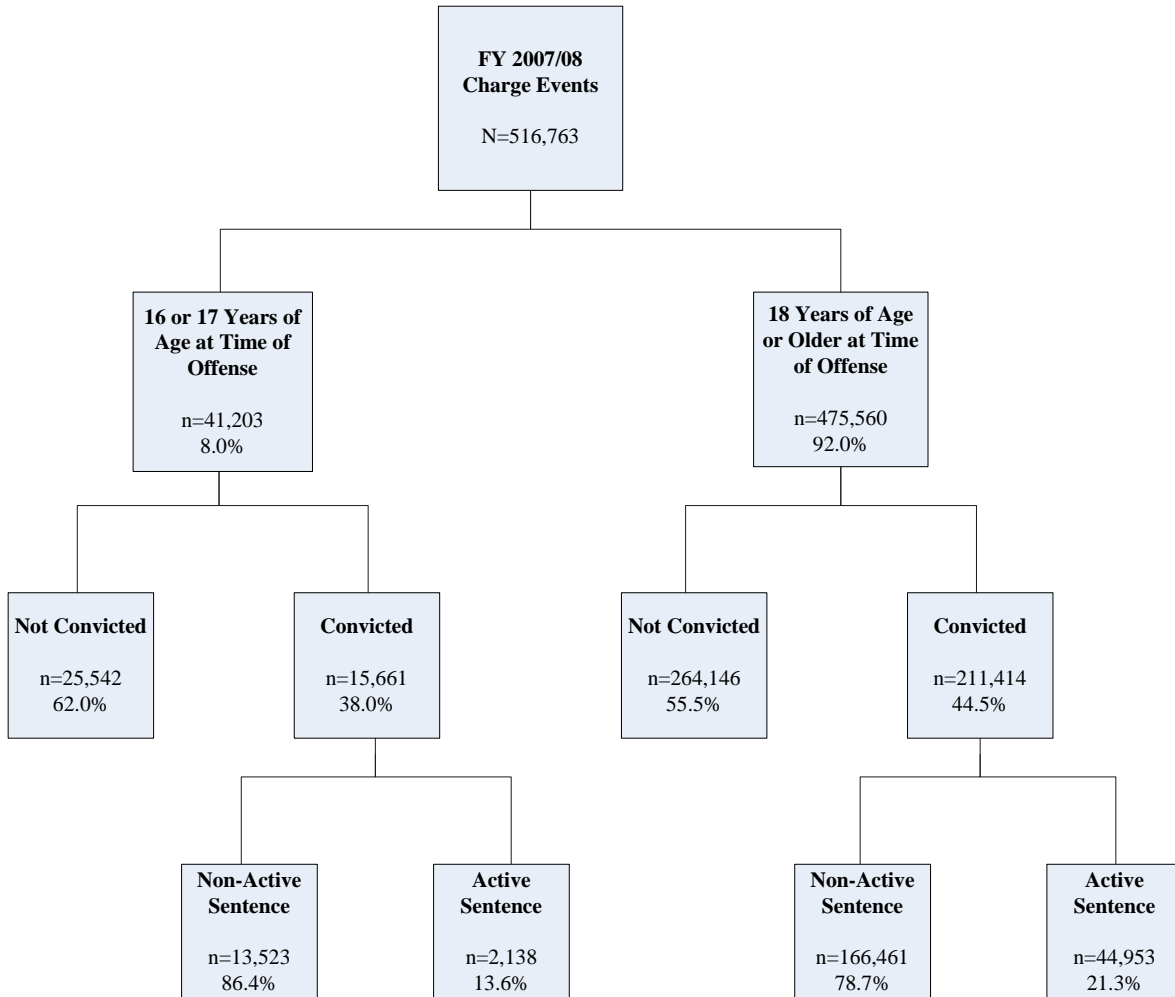 FY 2007/08
Charge Events
N=516,763
16 or 17 Years of
Age at Time of
Offense
n=41,203
8.0%
18 Years of Age
or Older at Time
of Offense
n=475,560
92.0%
Not Convicted
n=25,542
62.0%
Convicted
n=15,661
38.0%
Not Convicted
n=264,146
55.5%
Convicted
n=211,414
44.5%
Non-Active
Sentence
n=13,523
86.4%
Active
Sentence
n=2,138
13.6%
Non-Active
Sentence
n=166,461
78.7%
Active
Sentence
n=44,953
21.3%